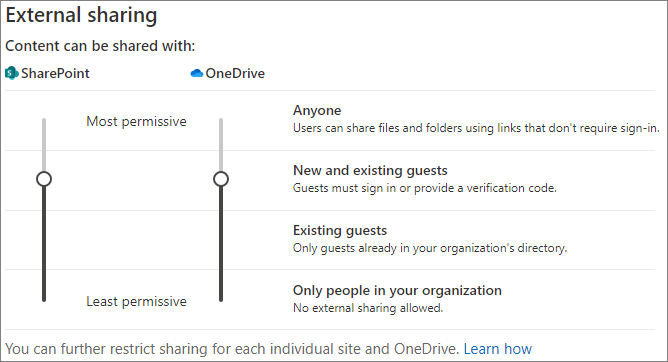 External sharing
Content can be shared with:
SharePoint OneDrive
Most permissive
Anyone
Users can share files and folders using links that don't require sign-in.
New and existing guests
Guests must sign in or provide a verification code.
Existing guests
Only guests already in your organization's directory.
Least permissive
Only people in your organization
No external sharing allowed.
You can further restrict sharing for each individual site and OneDrive. Learn how